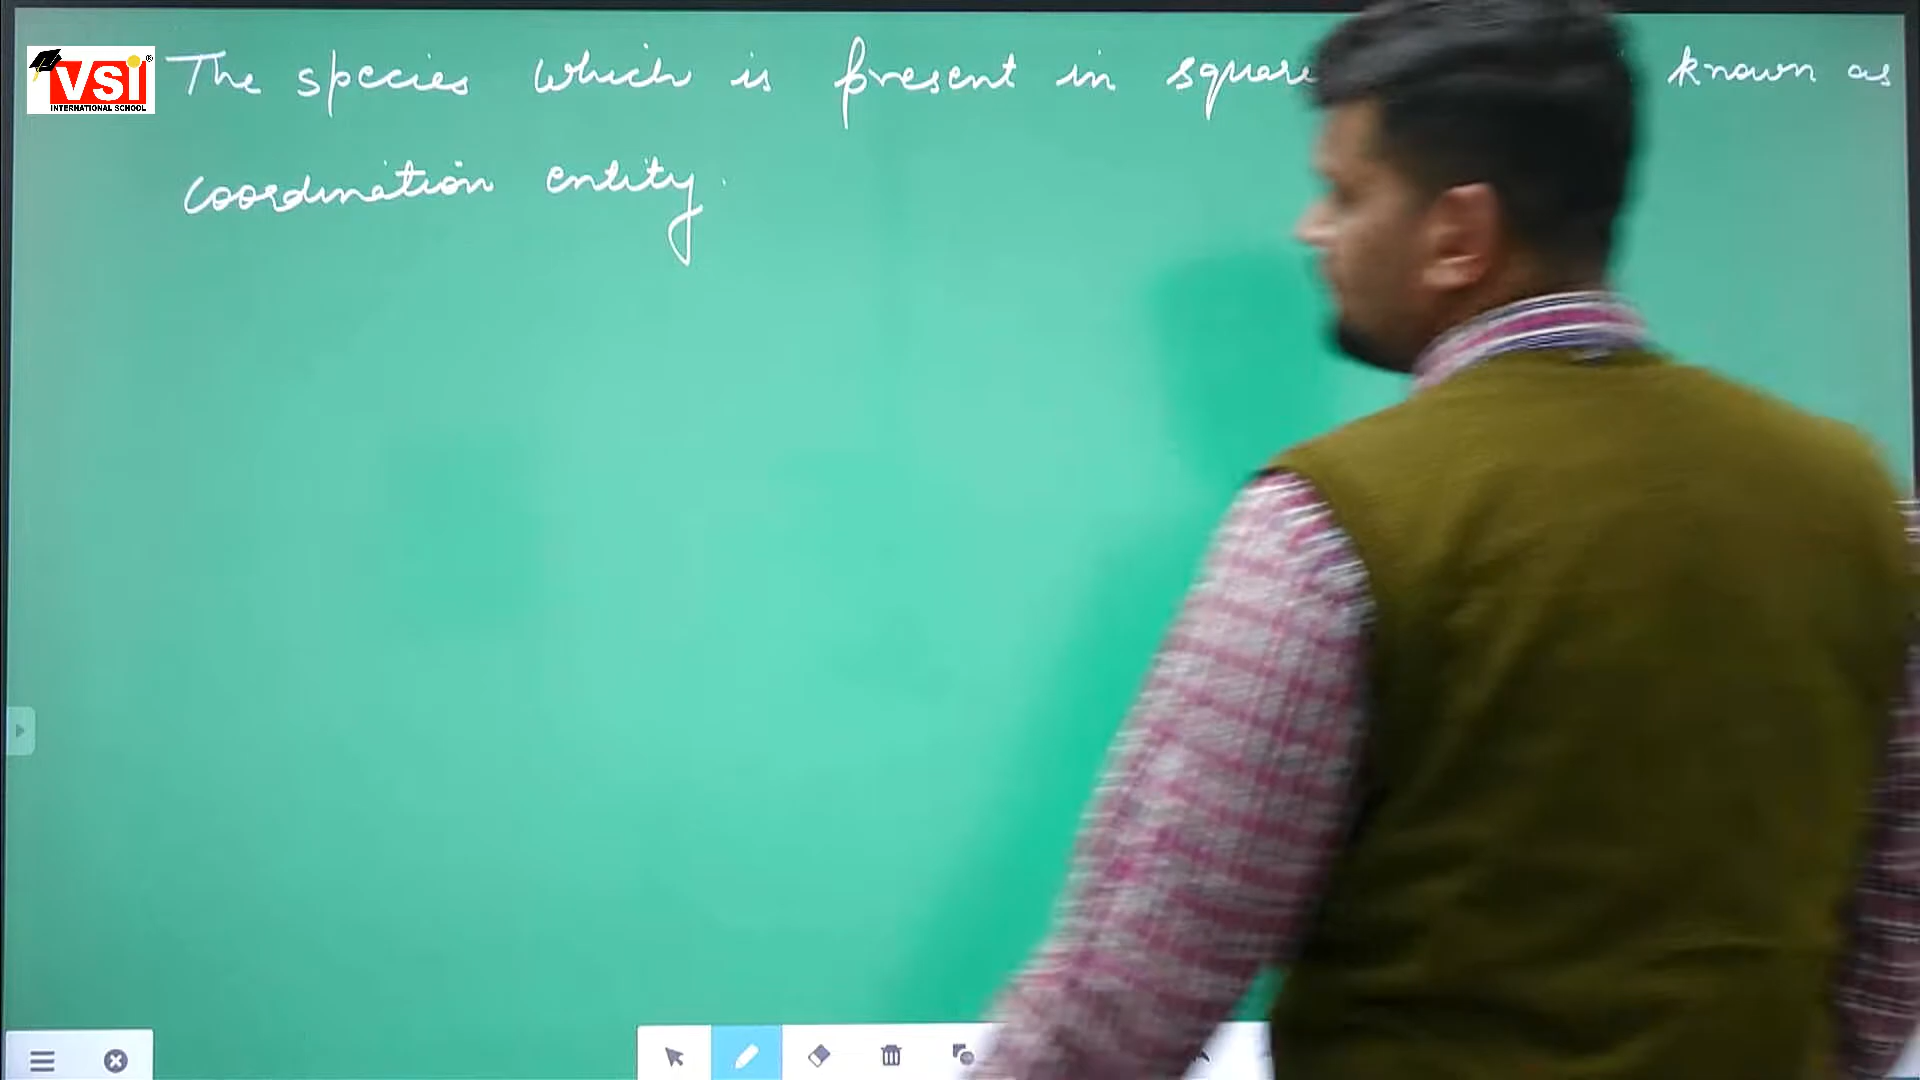 VSI
INTERNATIONAL SCHOOL
The species which is present in square known as
coordination entity.